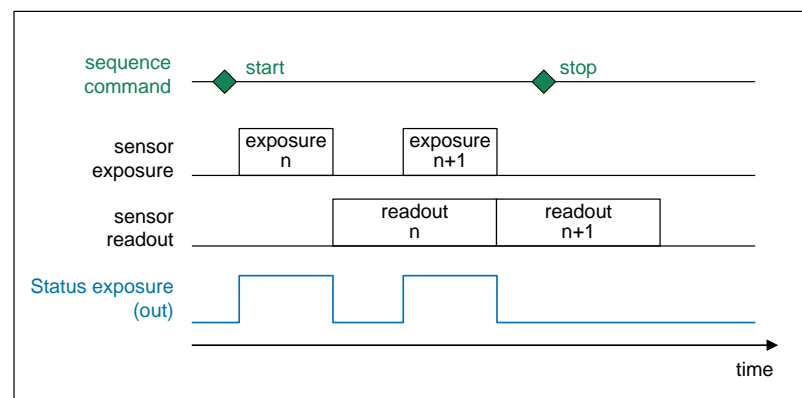 sequence
command
start
stop
sensor
exposure
exposure
n
exposure
n+1
sensor
readout
readout
n
readout
n+1
Status exposure
(out)
time